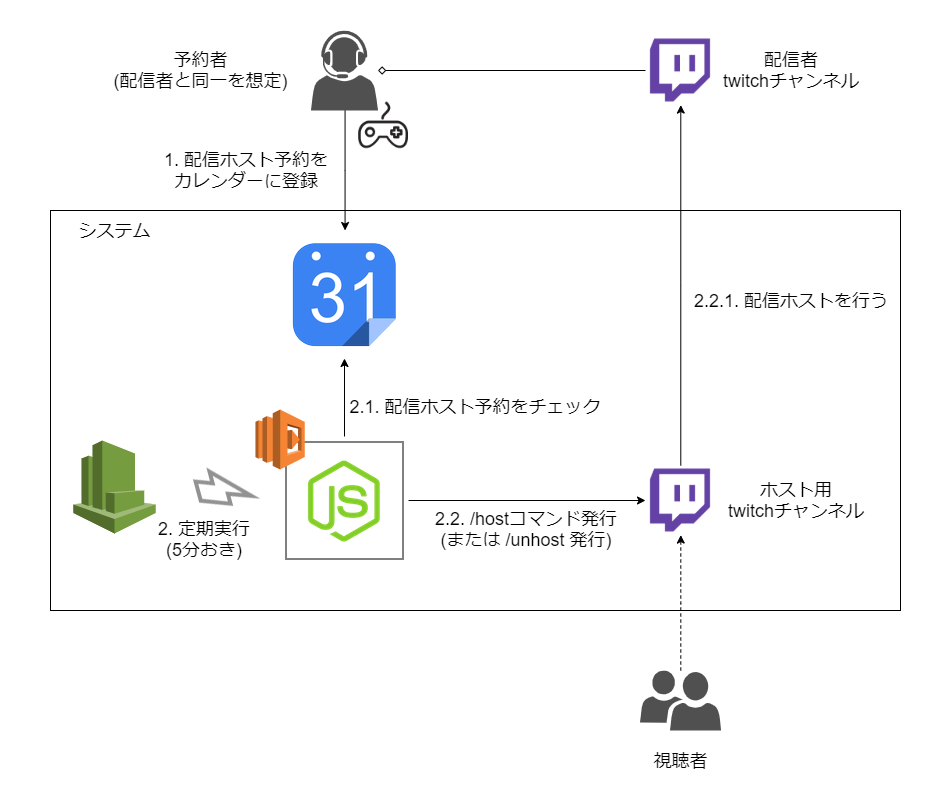 予約者
(配信者と同一を想定)
配信者
twitchチャンネル
1. 配信ホスト予約を
カレンダーに登録
システム
31
2.2.1. 配信ホストを行う
2.1. 配信ホスト予約をチェック
JS
2. 定期実行
(5分おき)
2.2. /hostコマンド発行
(または /unhost 発行)
ホスト用
twitchチャンネル
視聴者